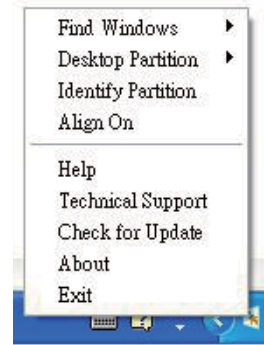 Find Windows
Desktop Partition
Identify Partition
Align On
Help
Technical Support
Check for Update
About
Exit